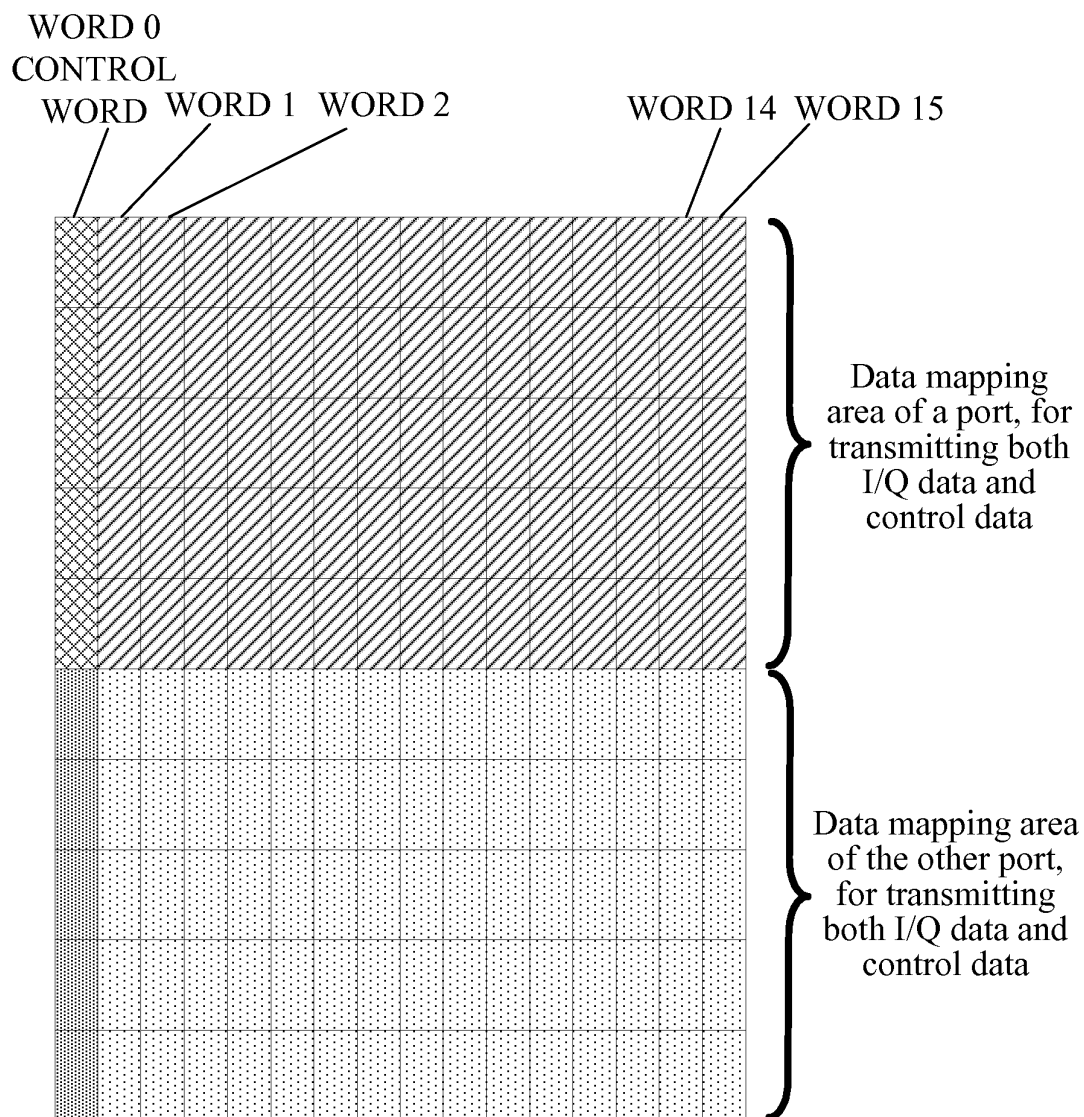 WORD 0
CONTROL
WORD
WORD 1
WORD 2
WORD 14
WORD 15
Data mapping
area of a port, for
transmitting both
I/Q data and
control data
Data mapping area
of the other port,
for transmitting
both I/Q data and
control data